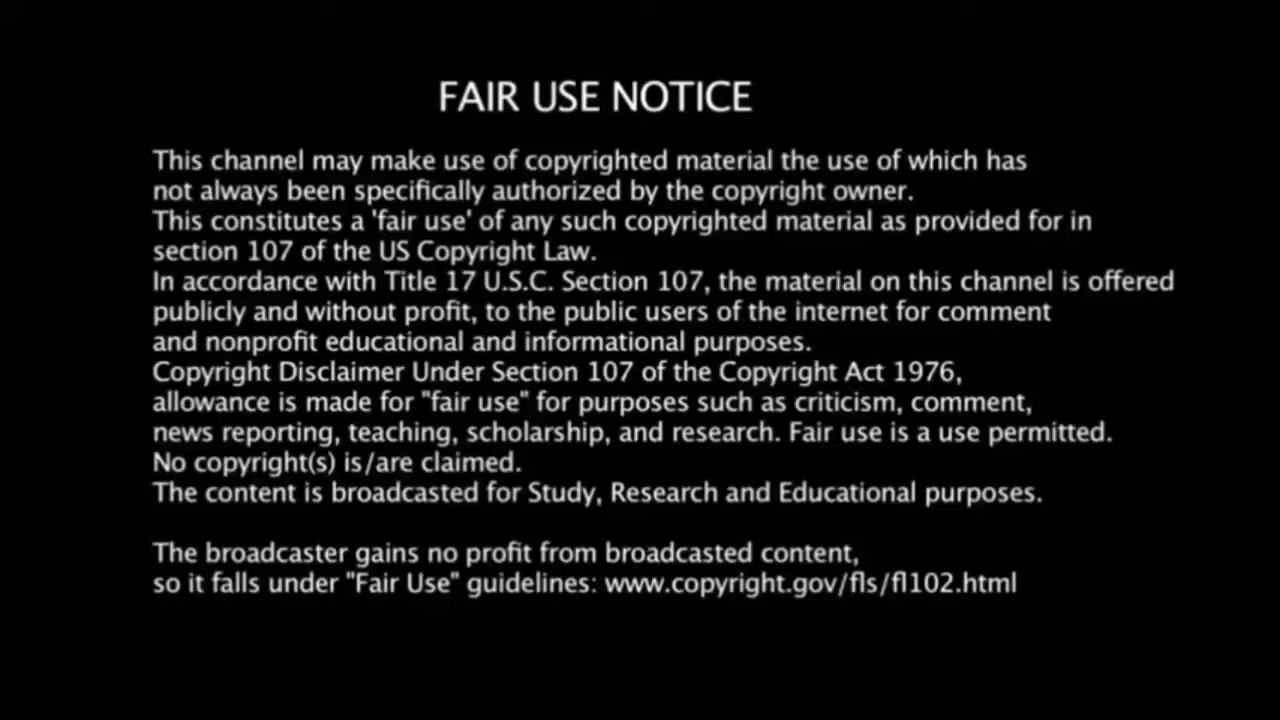 FAIR USE NOTICE
This channel may make use of copyrighted material the use of which has
not always been specifically authorized by the copyright owner.
This constitutes a 'fair use' of any such copyrighted material as provided for in
section 107 of the US Copyright Law.
In accordance with Title 17 U.S.C. Section 107, the material on this channel is offered
publicly and without profit, to the public users of the internet for comment
and nonprofit educational and informational purposes.
Copyright Disclaimer Under Section 107 of the Copyright Act 1976,
allowance is made for "fair use" for purposes such as criticism, comment,
news reporting, teaching, scholarship, and research. Fair use is a use permitted.
No copyright(s) is/are claimed.
The content is broadcasted for Study, Research and Educational purposes.
The broadcaster gains no profit from broadcasted content,
so it falls under "Fair Use" guidelines: www.copyright.gov/fls/fl102.html